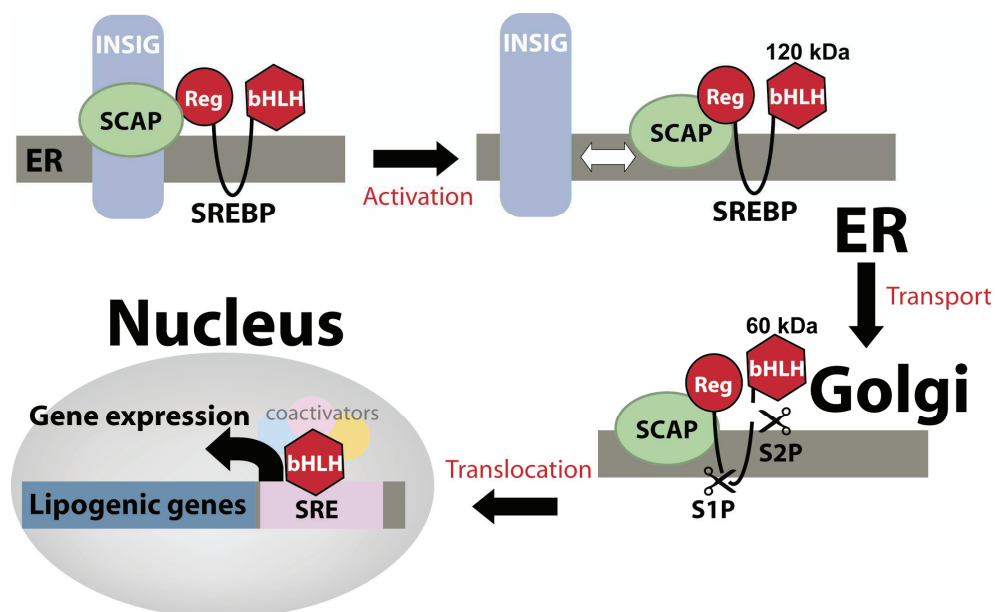 INSIG
SCAP
Reg
bHLH
ER
SREBP
Activation
INSIG
120 kDa
Reg
bHLH
SCAP
SREBP
ER
Transport
Golgi
60 kDa
bHLH
Reg
SCAP
S2P
S1P
Translocation
Nucleus
Gene expression
coactivators
bHLH
Lipogenic genes
SRE